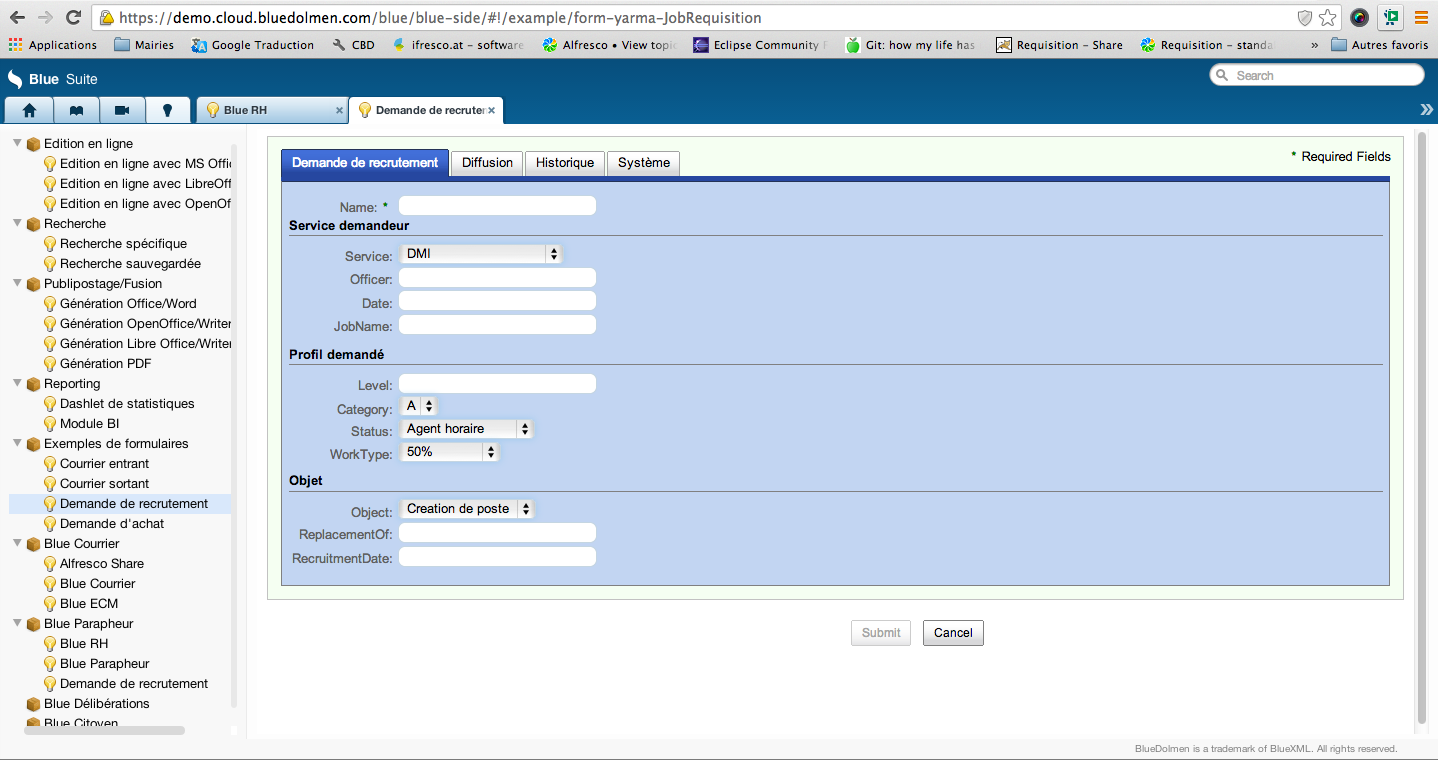 https://demo.cloud.bluedolmen.com/blue/blue-side/#!/example/form-yarma-JobRequisition
Applications Mairies Google Traduction CBD ifresco.at - software Alfresco • View topic Eclipse Community Git: how my life has Requisition - Share Requisition - standa » Autres favoris
Blue Suite
Search
Blue RH × Demande de recruter ×
Edition en ligne
Edition en ligne avec MS Offi
Edition en ligne avec LibreOff
Edition en ligne avec OpenOf
Recherche
Recherche spécifique
Recherche sauvegardée
Publipostage/Fusion
Génération Office/Word
Génération OpenOffice/Writer
Génération Libre Office/Writer
Génération PDF
Reporting
Dashlet de statistiques
Module BI
Exemples de formulaires
Courrier entrant
Courrier sortant
Demande de recrutement
Demande d'achat
Blue Courrier
Alfresco Share
Blue Courrier
Blue ECM
Blue Parapheur
Blue RH
Blue Parapheur
Demande de recrutement
Blue Délibérations
Blue Citoyen
Demande de recrutement Diffusion Historique Système
* Required Fields
Name: *
Service demandeur
Service: DMI
Officer:
Date:
JobName:
Profil demandé
Level:
Category: A
Status: Agent horaire
WorkType: 50%
Objet
Object: Creation de poste
ReplacementOf:
RecruitmentDate:
Submit Cancel
BlueDolmen is a trademark of BlueXML. All rights reserved.